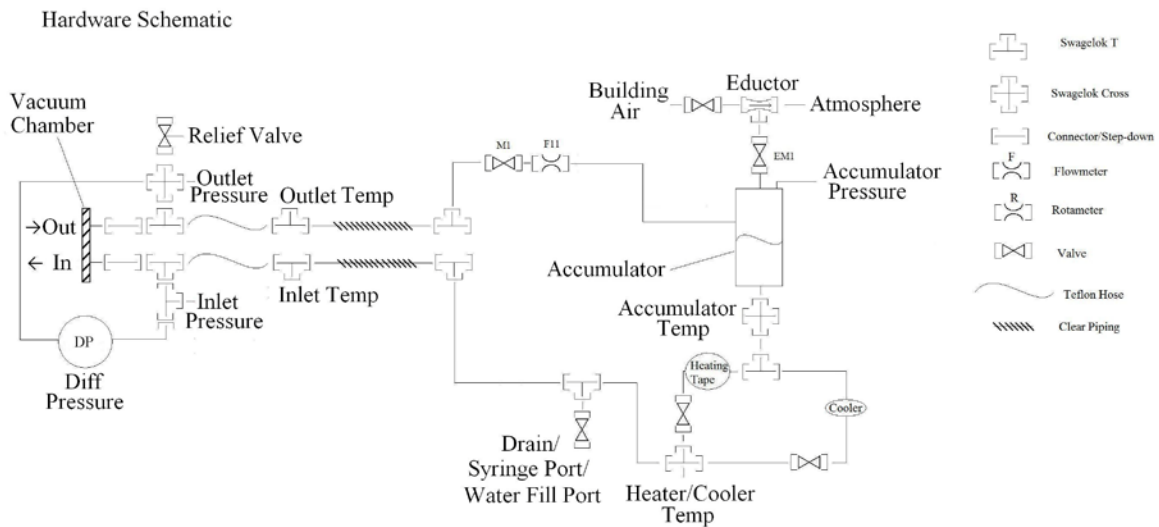 Hardware Schematic
Vacuum
Chamber
Relief Valve
Outlet
Pressure
Outlet Temp
→Out
← In
Inlet Temp
Inlet
Pressure
DP
Diff
Pressure
M1
F11
Building
Air
Eductor
Atmosphere
EM1
Accumulator
Pressure
Accumulator
Accumulator
Temp
Heating
Tape
Cooler
Drain/
Syringe Port/
Water Fill Port
Heater/Cooler
Temp
Swagelok T
Swagelok Cross
Connector/Step-down
F
Flowmeter
R
Rotameter
Valve
Teflon Hose
Clear Piping